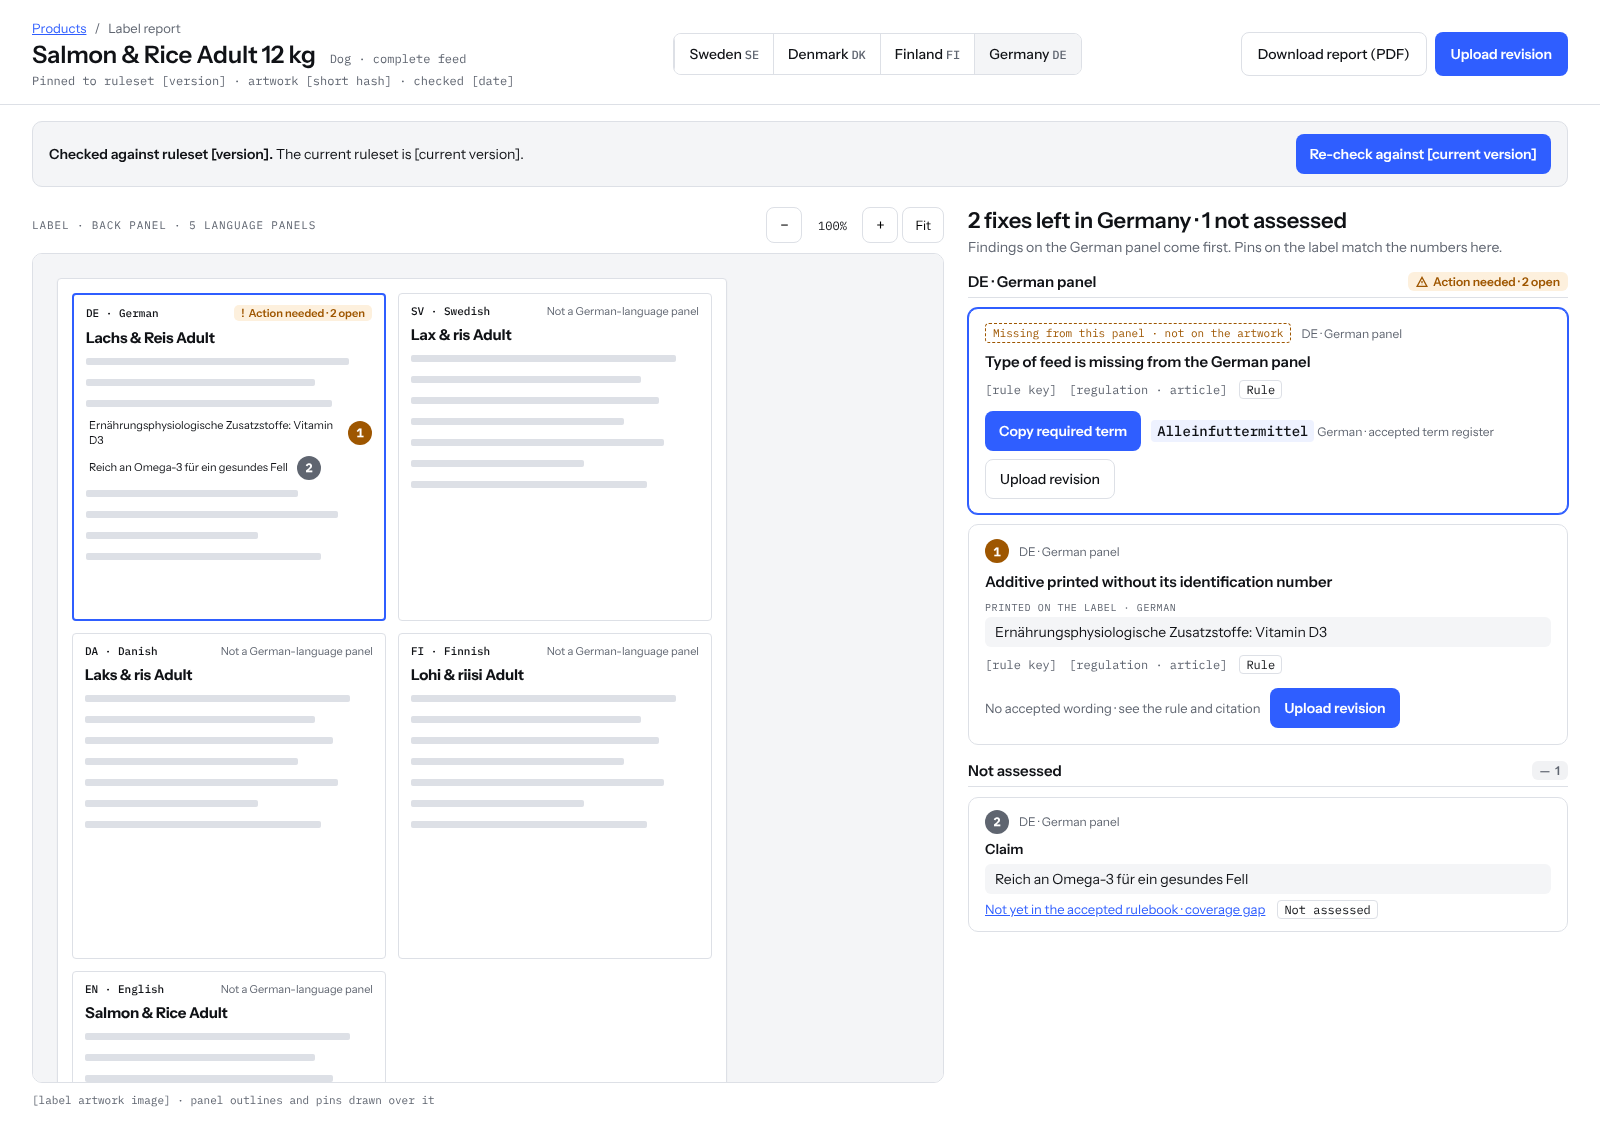 Products / Label report
Salmon & Rice Adult 12 kg Dog · complete feed
Pinned to ruleset [version] · artwork [short hash] · checked [date]
Sweden SE Denmark DK Finland FI Germany DE
Download report (PDF) Upload revision
Checked against ruleset [version]. The current ruleset is [current version].
Re-check against [current version]
LABEL · BACK PANEL · 5 LANGUAGE PANELS
− 100% + Fit
DE · German ! Action needed · 2 open
Lachs & Reis Adult
Ernährungsphysiologische Zusatzstoffe: Vitamin
D3
1
Reich an Omega-3 für ein gesundes Fell 2
SV · Swedish Not a German-language panel
Lax & ris Adult
DA · Danish Not a German-language panel
Laks & ris Adult
FI · Finnish Not a German-language panel
Lohi & riisi Adult
EN · English Not a German-language panel
Salmon & Rice Adult
[label artwork image] · panel outlines and pins drawn over it
2 fixes left in Germany · 1 not assessed
Findings on the German panel come first. Pins on the label match the numbers here.
DE · German panel Action needed · 2 open
Missing from this panel · not on the artwork DE · German panel
Type of feed is missing from the German panel
[rule key] [regulation · article] Rule
Copy required term Alleinfuttermittel German · accepted term register
Upload revision
1 DE · German panel
Additive printed without its identification number
PRINTED ON THE LABEL · GERMAN
Ernährungsphysiologische Zusatzstoffe: Vitamin D3
[rule key] [regulation · article] Rule
No accepted wording · see the rule and citation Upload revision
Not assessed — 1
2 DE · German panel
Claim
Reich an Omega-3 für ein gesundes Fell
Not yet in the accepted rulebook · coverage gap Not assessed